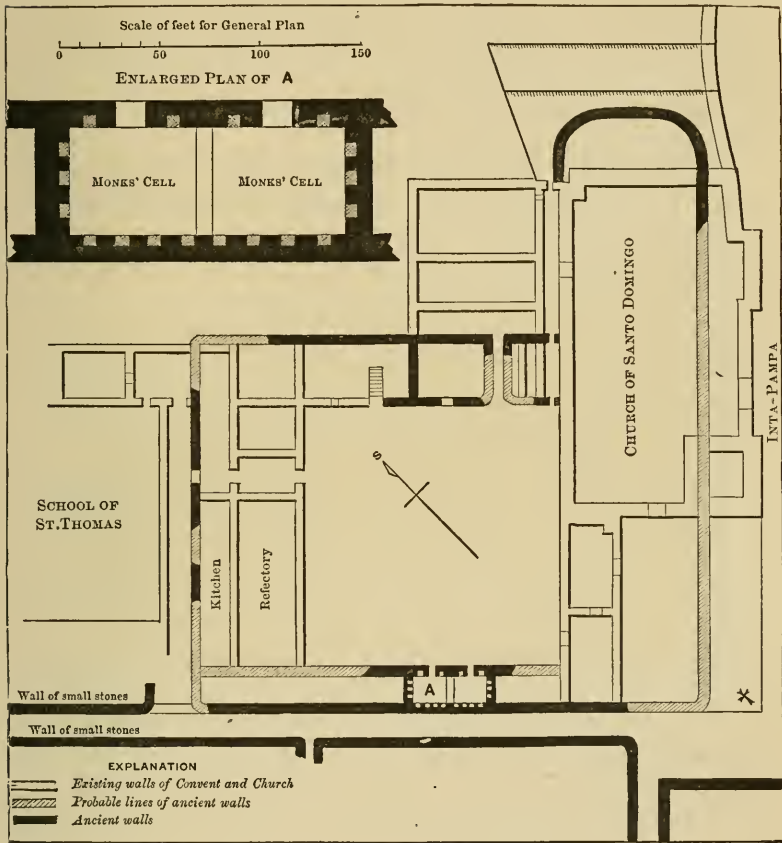 Scale of feet for General Plan
0 50 100 150
ENLARGED PLAN OF A
MONKS' CELL
MONKS' CELL
CHURCH OF SANTO DOMINGO
INTA-PAMPA
S
SCHOOL OF
ST. THOMAS
Kitchen
Refectory
A
Wall of small stones
Wall of small stones
EXPLANATION
Existing walls of Convent and Church
Probable lines of ancient walls
Ancient walls